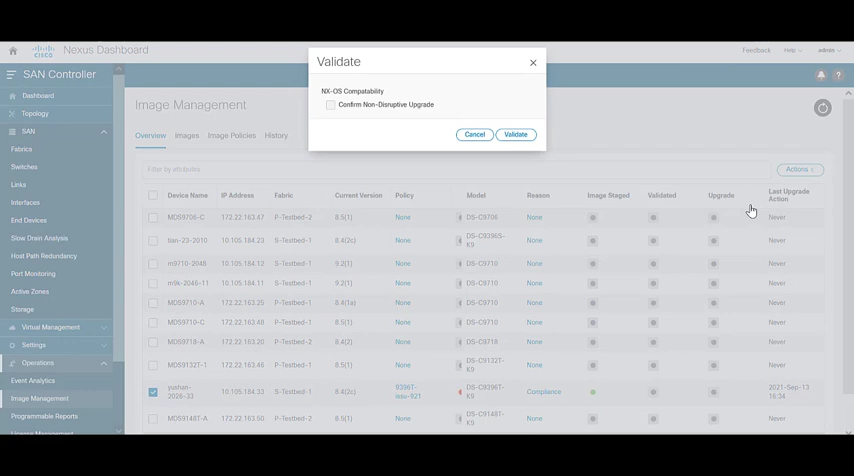 CISCO
Nexus Dashboard
Feedback
Help
admin
SAN Controller
Dashboard
Topology
SAN
Fabrics
Switches
Links
Interfaces
End Devices
Slow Drain Analysis
Host Path Redundancy
Port Monitoring
Active Zones
Storage
Virtual Management
Settings
Operations
Event Analytics
Image Management
Programmable Reports
License Management
Validate
NX-OS Compatability
Confirm Non-Disruptive Upgrade
Cancel
Validate
Image Management
Overview Images Image Policies History
Filter by attributes
Actions
Device Name IP Address Fabric Current Version Policy Model Reason Image Staged Validated Upgrade Last Upgrade Action
MDS9706-C 172.22.163.47 P-Testbed-2 8.5(1) None DS-C9706 None Never
ban-23-2010 10.105.184.23 S-Testbed-1 8.4(2c) None DS-C9396S-K9 None Never
m9710-2048 10.105.184.12 S-Testbed-1 9.2(1) None DS-C9710 None Never
m9k-2046-11 10.105.184.11 S-Testbed-1 9.2(1) None DS-C9710 None Never
MDS9710-A 172.22.163.25 P-Testbed-1 8.4(1a) None DS-C9710 None Never
MDS9710-C 172.22.163.48 P-Testbed-1 8.5(1) None DS-C9710 None Never
MDS9718-A 172.22.163.20 P-Testbed-1 8.4(2) None DS-C9718 None Never
MDS9132T-1 172.22.163.46 P-Testbed-1 8.5(1) None DS-C9132T-K9 None Never
yushan-2026-33 10.105.184.33 S-Testbed-1 8.4(2c) 9396T-issu-921 DS-C9396T-K9 Compliance 2021-Sep-13 16:34
MDS9148T-A 172.22.163.50 P-Testbed-2 8.5(1) None DS-C9148T-K9 None Never